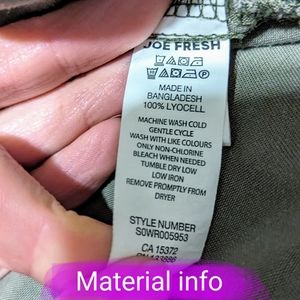 JOE FRESH
MADE IN
BANGLADESH
100% LYOCELL
MACHINE WASH COLD
GENTLE CYCLE
WASH WITH LIKE COLOURS
ONLY NON-CHLORINE
BLEACH WHEN NEEDED
TUMBLE DRY LOW
LOW IRON
REMOVE PROMPTLY FROM
DRYER
STYLE NUMBER
S0WR005953
CA 15372
Material info